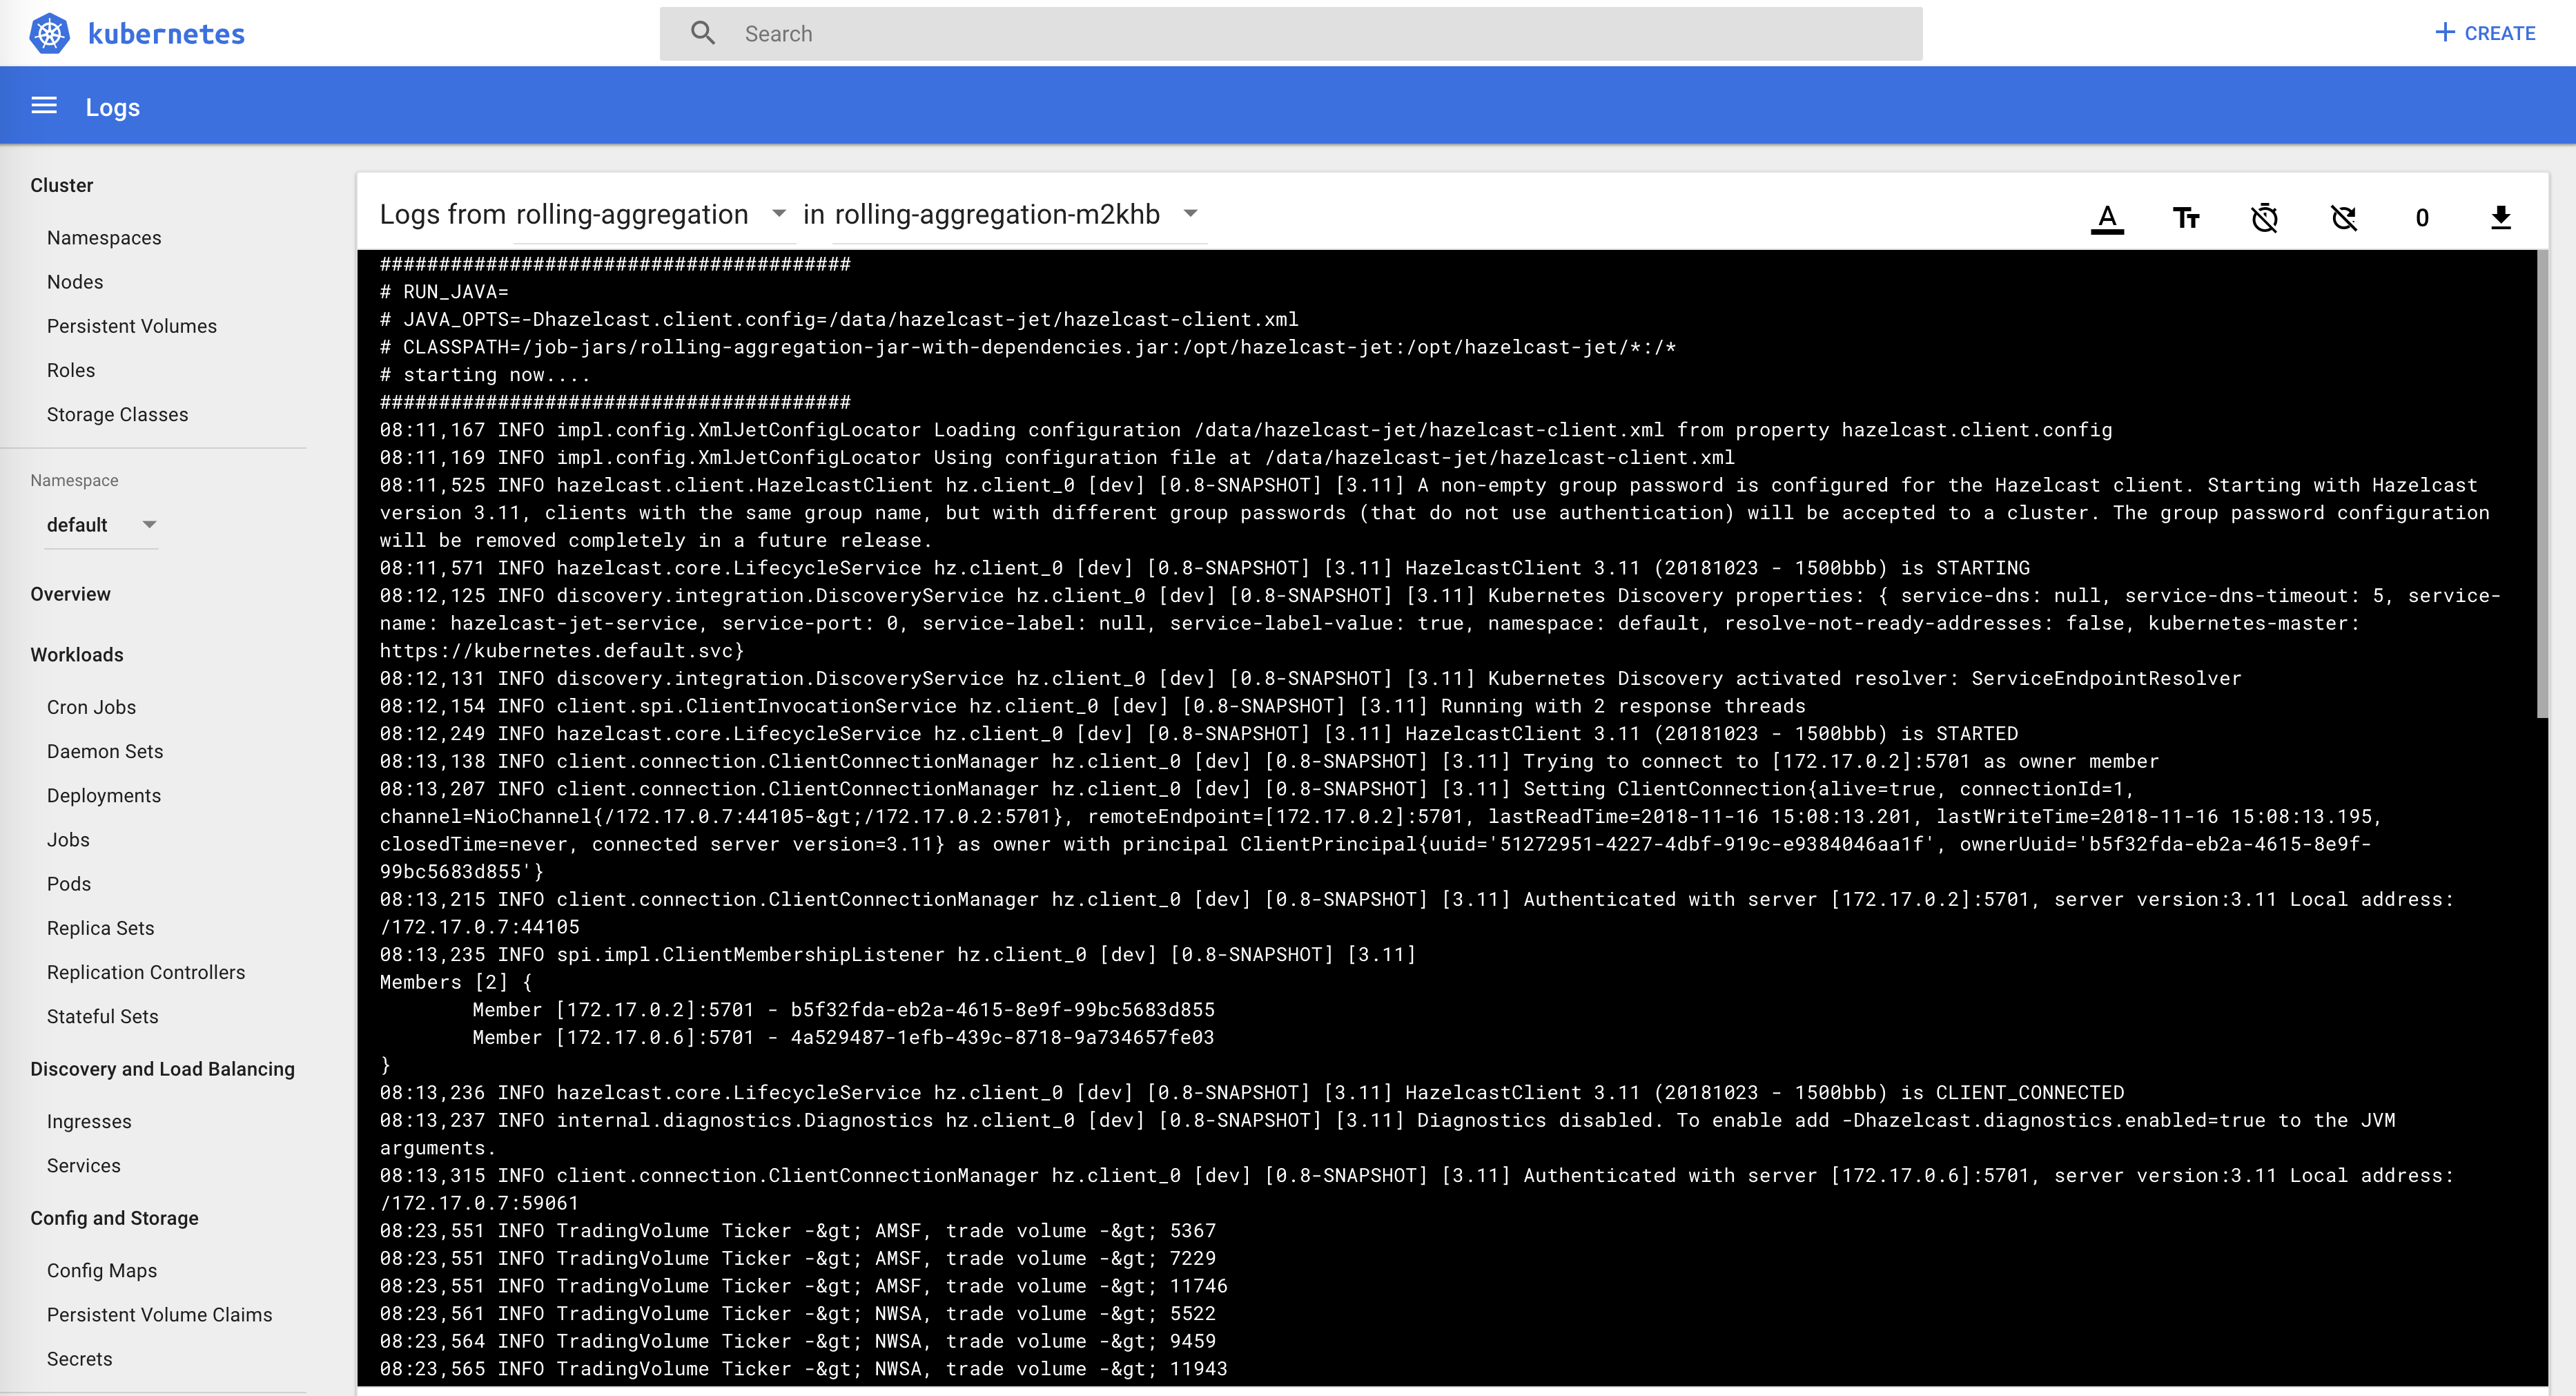 kubernetes
Search
CREATE
Logs
Cluster
Namespaces
Nodes
Persistent Volumes
Roles
Storage Classes
Namespace
default
Overview
Workloads
Cron Jobs
Daemon Sets
Deployments
Jobs
Pods
Replica Sets
Replication Controllers
Stateful Sets
Discovery and Load Balancing
Ingresses
Services
Config and Storage
Config Maps
Persistent Volume Claims
Secrets
Logs from rolling-aggregation in rolling-aggregation-m2khb
A Tт 0
########################################
# RUN_JAVA=
# JAVA_OPTS=-Dhazelcast.client.config=/data/hazelcast-jet/hazelcast-client.xml
# CLASSPATH=/job-jars/rolling-aggregation-jar-with-dependencies.jar:/opt/hazelcast-jet:/opt/hazelcast-jet/*:/*
# starting now....
########################################
08:11,167 INFO impl.config.XmlJetConfigLocator Loading configuration /data/hazelcast-jet/hazelcast-client.xml from property hazelcast.client.config
08:11,169 INFO impl.config.XmlJetConfigLocator Using configuration file at /data/hazelcast-jet/hazelcast-client.xml
08:11,525 INFO hazelcast.client.HazelcastClient hz.client_0 [dev] [0.8-SNAPSHOT] [3.11] A non-empty group password is configured for the Hazelcast client. Starting with Hazelcast
version 3.11, clients with the same group name, but with different group passwords (that do not use authentication) will be accepted to a cluster. The group password configuration
will be removed completely in a future release.
08:11,571 INFO hazelcast.core.LifecycleService hz.client_0 [dev] [0.8-SNAPSHOT] [3.11] HazelcastClient 3.11 (20181023 - 1500bbb) is STARTING
08:12,125 INFO discovery.integration.DiscoveryService hz.client_0 [dev] [0.8-SNAPSHOT] [3.11] Kubernetes Discovery properties: { service-dns: null, service-dns-timeout: 5, service-
name: hazelcast-jet-service, service-port: 0, service-label: null, service-label-value: true, namespace: default, resolve-not-ready-addresses: false, kubernetes-master:
https://kubernetes.default.svc}
08:12,131 INFO discovery.integration.DiscoveryService hz.client_0 [dev] [0.8-SNAPSHOT] [3.11] Kubernetes Discovery activated resolver: ServiceEndpointResolver
08:12,154 INFO client.spi.ClientInvocationService hz.client_0 [dev] [0.8-SNAPSHOT] [3.11] Running with 2 response threads
08:12,249 INFO hazelcast.core.LifecycleService hz.client_0 [dev] [0.8-SNAPSHOT] [3.11] HazelcastClient 3.11 (20181023 - 1500bbb) is STARTED
08:13,138 INFO client.connection.ClientConnectionManager hz.client_0 [dev] [0.8-SNAPSHOT] [3.11] Trying to connect to [172.17.0.2]:5701 as owner member
08:13,207 INFO client.connection.ClientConnectionManager hz.client_0 [dev] [0.8-SNAPSHOT] [3.11] Setting ClientConnection{alive=true, connectionId=1,
channel=NioChannel{/172.17.0.7:44105-&gt;/172.17.0.2:5701}, remoteEndpoint=[172.17.0.2]:5701, lastReadTime=2018-11-16 15:08:13.201, lastWriteTime=2018-11-16 15:08:13.195,
closedTime=never, connected server version=3.11} as owner with principal ClientPrincipal{uuid='51272951-4227-4dbf-919c-e9384046aa1f', ownerUuid='b5f32fda-eb2a-4615-8e9f-
99bc5683d855'}
08:13,215 INFO client.connection.ClientConnectionManager hz.client_0 [dev] [0.8-SNAPSHOT] [3.11] Authenticated with server [172.17.0.2]:5701, server version:3.11 Local address:
/172.17.0.7:44105
08:13,235 INFO spi.impl.ClientMembershipListener hz.client_0 [dev] [0.8-SNAPSHOT] [3.11]
Members [2] {
Member [172.17.0.2]:5701 - b5f32fda-eb2a-4615-8e9f-99bc5683d855
Member [172.17.0.6]:5701 - 4a529487-1efb-439c-8718-9a734657fe03
}
08:13,236 INFO hazelcast.core.LifecycleService hz.client_0 [dev] [0.8-SNAPSHOT] [3.11] HazelcastClient 3.11 (20181023 - 1500bbb) is CLIENT_CONNECTED
08:13,237 INFO internal.diagnostics.Diagnostics hz.client_0 [dev] [0.8-SNAPSHOT] [3.11] Diagnostics disabled. To enable add -Dhazelcast.diagnostics.enabled=true to the JVM
arguments.
08:13,315 INFO client.connection.ClientConnectionManager hz.client_0 [dev] [0.8-SNAPSHOT] [3.11] Authenticated with server [172.17.0.6]:5701, server version:3.11 Local address:
/172.17.0.7:59061
08:23,551 INFO TradingVolume Ticker -&gt; AMSF, trade volume -&gt; 5367
08:23,551 INFO TradingVolume Ticker -&gt; AMSF, trade volume -&gt; 7229
08:23,551 INFO TradingVolume Ticker -&gt; AMSF, trade volume -&gt; 11746
08:23,561 INFO TradingVolume Ticker -&gt; NWSA, trade volume -&gt; 5522
08:23,564 INFO TradingVolume Ticker -&gt; NWSA, trade volume -&gt; 9459
08:23,565 INFO TradingVolume Ticker -&gt; NWSA, trade volume -&gt; 11943